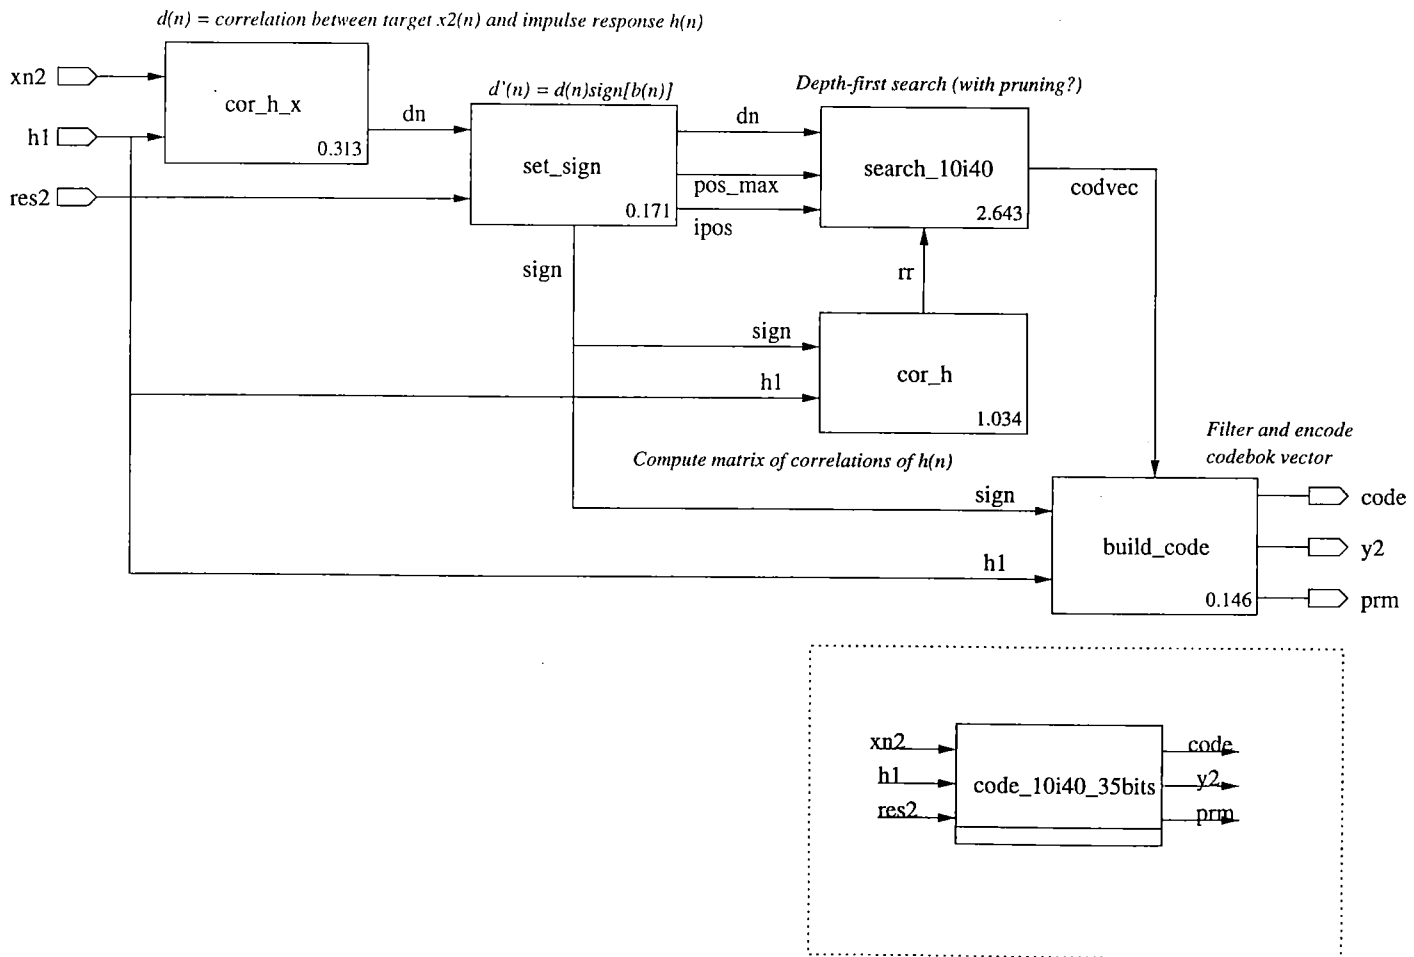 d(n) = correlation between target x2(n) and impulse response h(n)
xn2
h1
res2
cor_h_x
0.313
dn
d'(n) = d(n)sign[b(n)]
set_sign
0.171
dn
pos_max
ipos
Depth-first search (with pruning?)
search_10i40
2.643
codvec
sign
rr
sign
h1
cor_h
1.034
Compute matrix of correlations of h(n)
Filter and encode
codebok vector
sign
h1
build_code
0.146
code
y2
prm
xn2
h1
res2
code_10i40_35bits
code
y2
prm